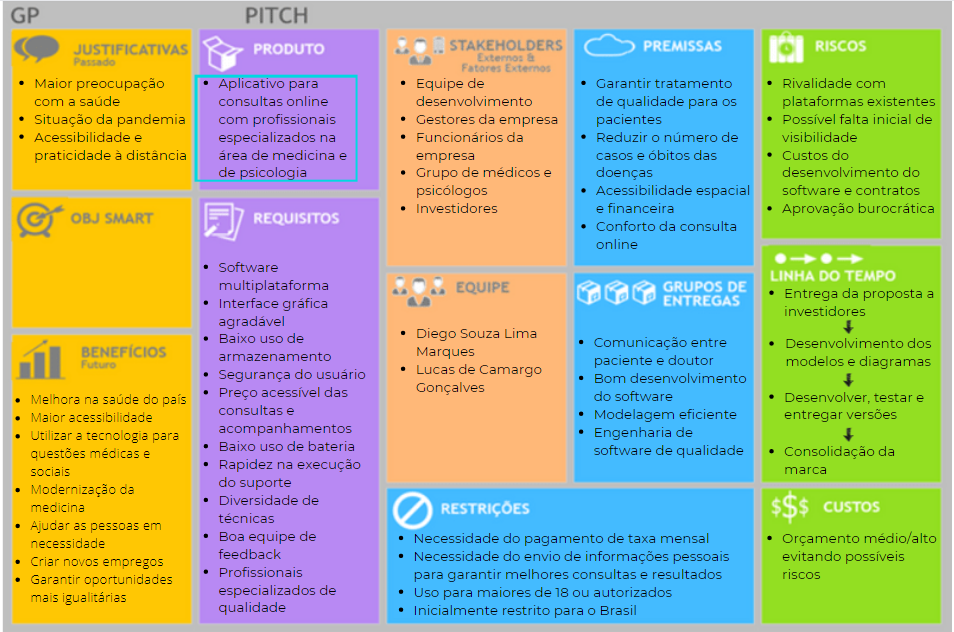 GP
PITCH
JUSTIFICATIVAS
Passado
Maior preocupação
com a saúde
Situação da pandemia
Acessibilidade e
praticidade à distância
OBJ SMART
BENEFÍCIOS
Futuro
Melhora na saúde do país
Maior acessibilidade
Utilizar a tecnologia para
questões médicas e
sociais
Modernização da
medicina
Ajudar as pessoas em
necessidade
Criar novos empregos
Garantir oportunidades
mais igualitárias
PRODUTO
Aplicativo para
consultas online
com profissionais
especializados na
área de medicina e
de psicologia
REQUISITOS
Software
multiplataforma
Interface gráfica
agradável
Baixo uso de
armazenamento
Segurança do usuário
Preço acessível das
consultas e
acompanhamentos
Baixo uso de bateria
Rapidez na execução
do suporte
Diversidade de
técnicas
Boa equipe de
feedback
Profissionais
especializados de
qualidade
STAKEHOLDERS
Externos &
Fatores Externos
Equipe de
desenvolvimento
Gestores da empresa
Funcionários da
empresa
Grupo de médicos e
psicólogos
Investidores
EQUIPE
Diego Souza Lima
Marques
Lucas de Camargo
Gonçalves
PREMISSAS
Garantir tratamento
de qualidade para os
pacientes
Reduzir o número de
casos e óbitos das
doenças
Acessibilidade espacial
e financeira
Conforto da consulta
online
GRUPOS DE
ENTREGAS
Comunicação entre
paciente e doutor
Bom desenvolvimento
do software
Modelagem eficiente
Engenharia de
software de qualidade
RESTRIÇÕES
Necessidade do pagamento de taxa mensal
Necessidade do envio de informações pessoais
para garantir melhores consultas e resultados
Uso para maiores de 18 ou autorizados
Inicialmente restrito para o Brasil
RISCOS
Rivalidade com
plataformas existentes
Possível falta inicial de
visibilidade
Custos do
desenvolvimento do
software e contratos
Aprovação burocrática
LINHA DO TEMPO
Entrega da proposta a
investidores
Desenvolvimento dos
modelos e diagramas
Desenvolver, testar e
entregar versões
Consolidação da
marca
$$$ CUSTOS
Orçamento médio/alto
evitando possíveis
riscos